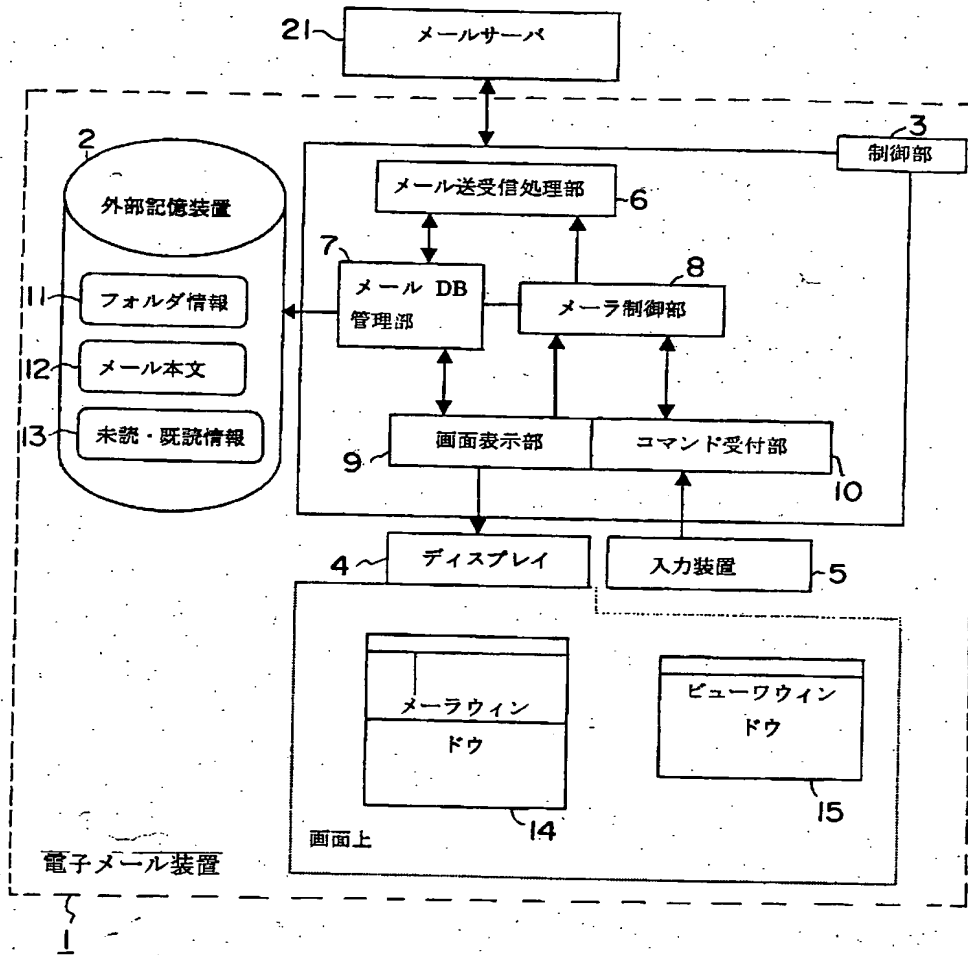 21
メールサーバ
2
外部記憶装置
3
制御部
メール送受信処理部
6
7
メール DB
管理部
8
メーラ制御部
11
フォルダ情報
12
メール本文
13
未読・既読情報
9
画面表示部
コマンド受付部
10
4
ディスプレイ
入力装置
5
メーラウィン
ドウ
14
ビューワウィン
ドウ
15
画面上
電子メール装置
1